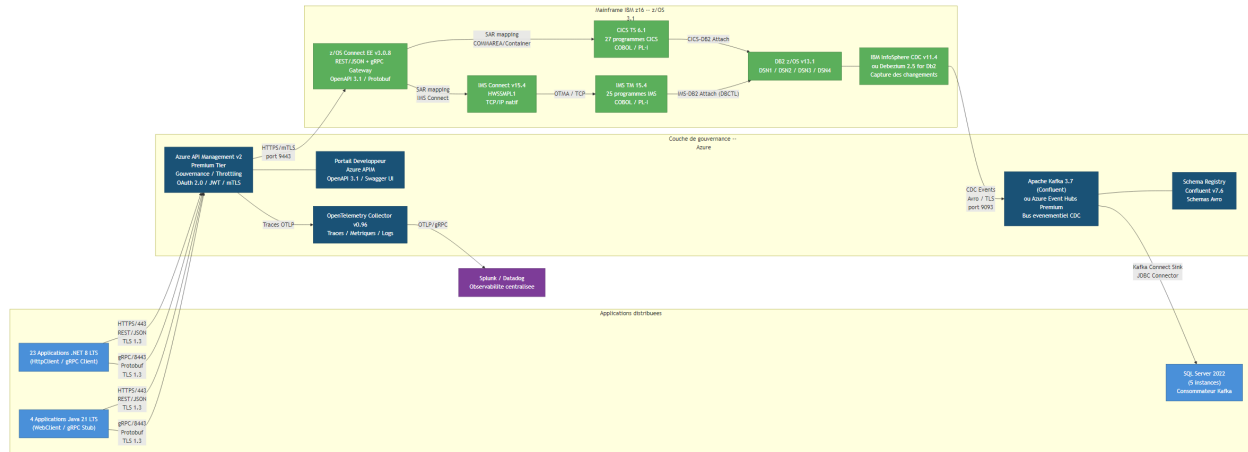 Mainframe IBM z16 -- z/OS
3.1
z/OS Connect EE v3.0.8
REST/JSON + gRPC
Gateway
OpenAPI 3.1 / Protobuf
SAR mapping
COMMAREA/Container
CICS TS 6.1
27 programmes CICS
COBOL / PL-I
CICS-DB2 Attach
SAR mapping
IMS Connect
IMS Connect v15.4
HWSSMPL1
TCP/IP natif
OTMA / TCP
IMS TM 15.4
25 programmes IMS
COBOL / PL-I
IMS-DB2 Attach (DBCTL)
DB2 z/OS v13.1
DSN1 / DSN2 / DSN3 / DSN4
IBM InfoSphere CDC v11.4
ou Debezium 2.5 for Db2
Capture des changements
Couche de gouvernance --
Azure
HTTPS/mTLS
port 9443
Azure API Management v2
Premium Tier
Gouvernance / Throttling
OAuth 2.0 / JWT / mTLS
Portail Developpeur
Azure APIM
OpenAPI 3.1 / Swagger UI
Traces OTLP
OpenTelemetry Collector
v0.96
Traces / Metriques / Logs
OTLP/gRPC
CDC Events
Avro / TLS
port 9093
Apache Kafka 3.7
(Confluent)
ou Azure Event Hubs
Premium
Bus evenementiel CDC
Schema Registry
Confluent v7.6
Schemas Avro
Splunk / Datadog
Observabilite centralisee
Kafka Connect Sink
JDBC Connector
Applications distribuees
HTTPS/443
REST/JSON
TLS 1.3
23 Applications .NET 8 LTS
(HttpClient / gRPC Client)
gRPC/8443
Protobuf
TLS 1.3
HTTPS/443
REST/JSON
TLS 1.3
4 Applications Java 21 LTS
(WebClient / gRPC Stub)
gRPC/8443
Protobuf
TLS 1.3
SQL Server 2022
(5 instances)
Consommateur Kafka